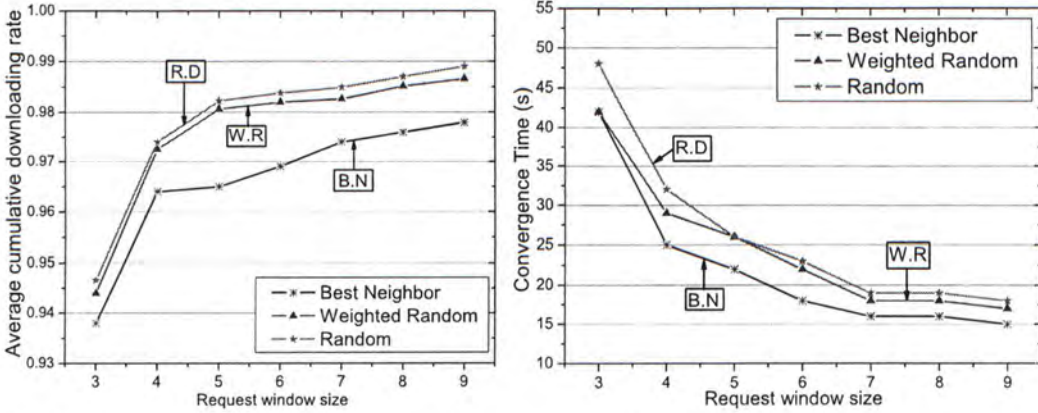 Average cumulative downloading rate
1.00
0.99
0.98
0.97
0.96
0.95
0.94
0.93
R.D
W.R
B.N
Best Neighbor
Weighted Random
Random
3 4 5 6 7 8 9
Request window size
Convergence Time (s)
55
50
45
40
35
30
25
20
15
10
Best Neighbor
Weighted Random
Random
R.D
W.R
B.N
3 4 5 6 7 8 9
Request window size